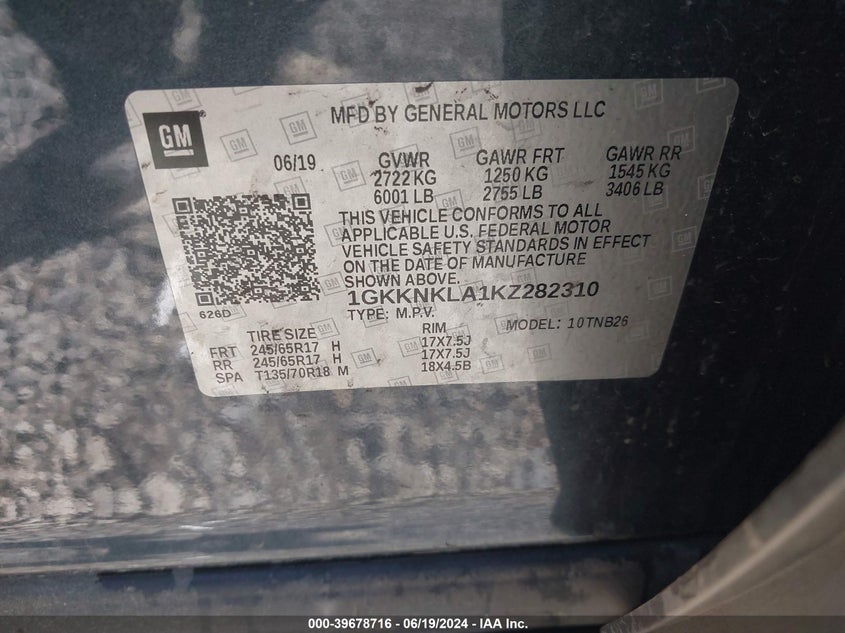 GM
MFD BY GENERAL MOTORS LLC
06/19 GVWR GAWR FRT GAWR RR
2722 KG 1250 KG 1545 KG
6001 LB 2755 LB 3406 LB
THIS VEHICLE CONFORMS TO ALL
APPLICABLE U.S. FEDERAL MOTOR
VEHICLE SAFETY STANDARDS IN EFFECT
ON THE DATE OF MANUFACTURE
SHOWN ABOVE.
626D
1GKKNKLA1KZ282310
TYPE: M.P.V. MODEL: 10TNB26
TIRE SIZE RIM
FRT 245/65R17 H 17X7.5J
RR 245/65R17 H 17X7.5J
SPA T135/70R18 M 18X4.5B
000-39678716 - 06/19/2024 - IAA Inc.